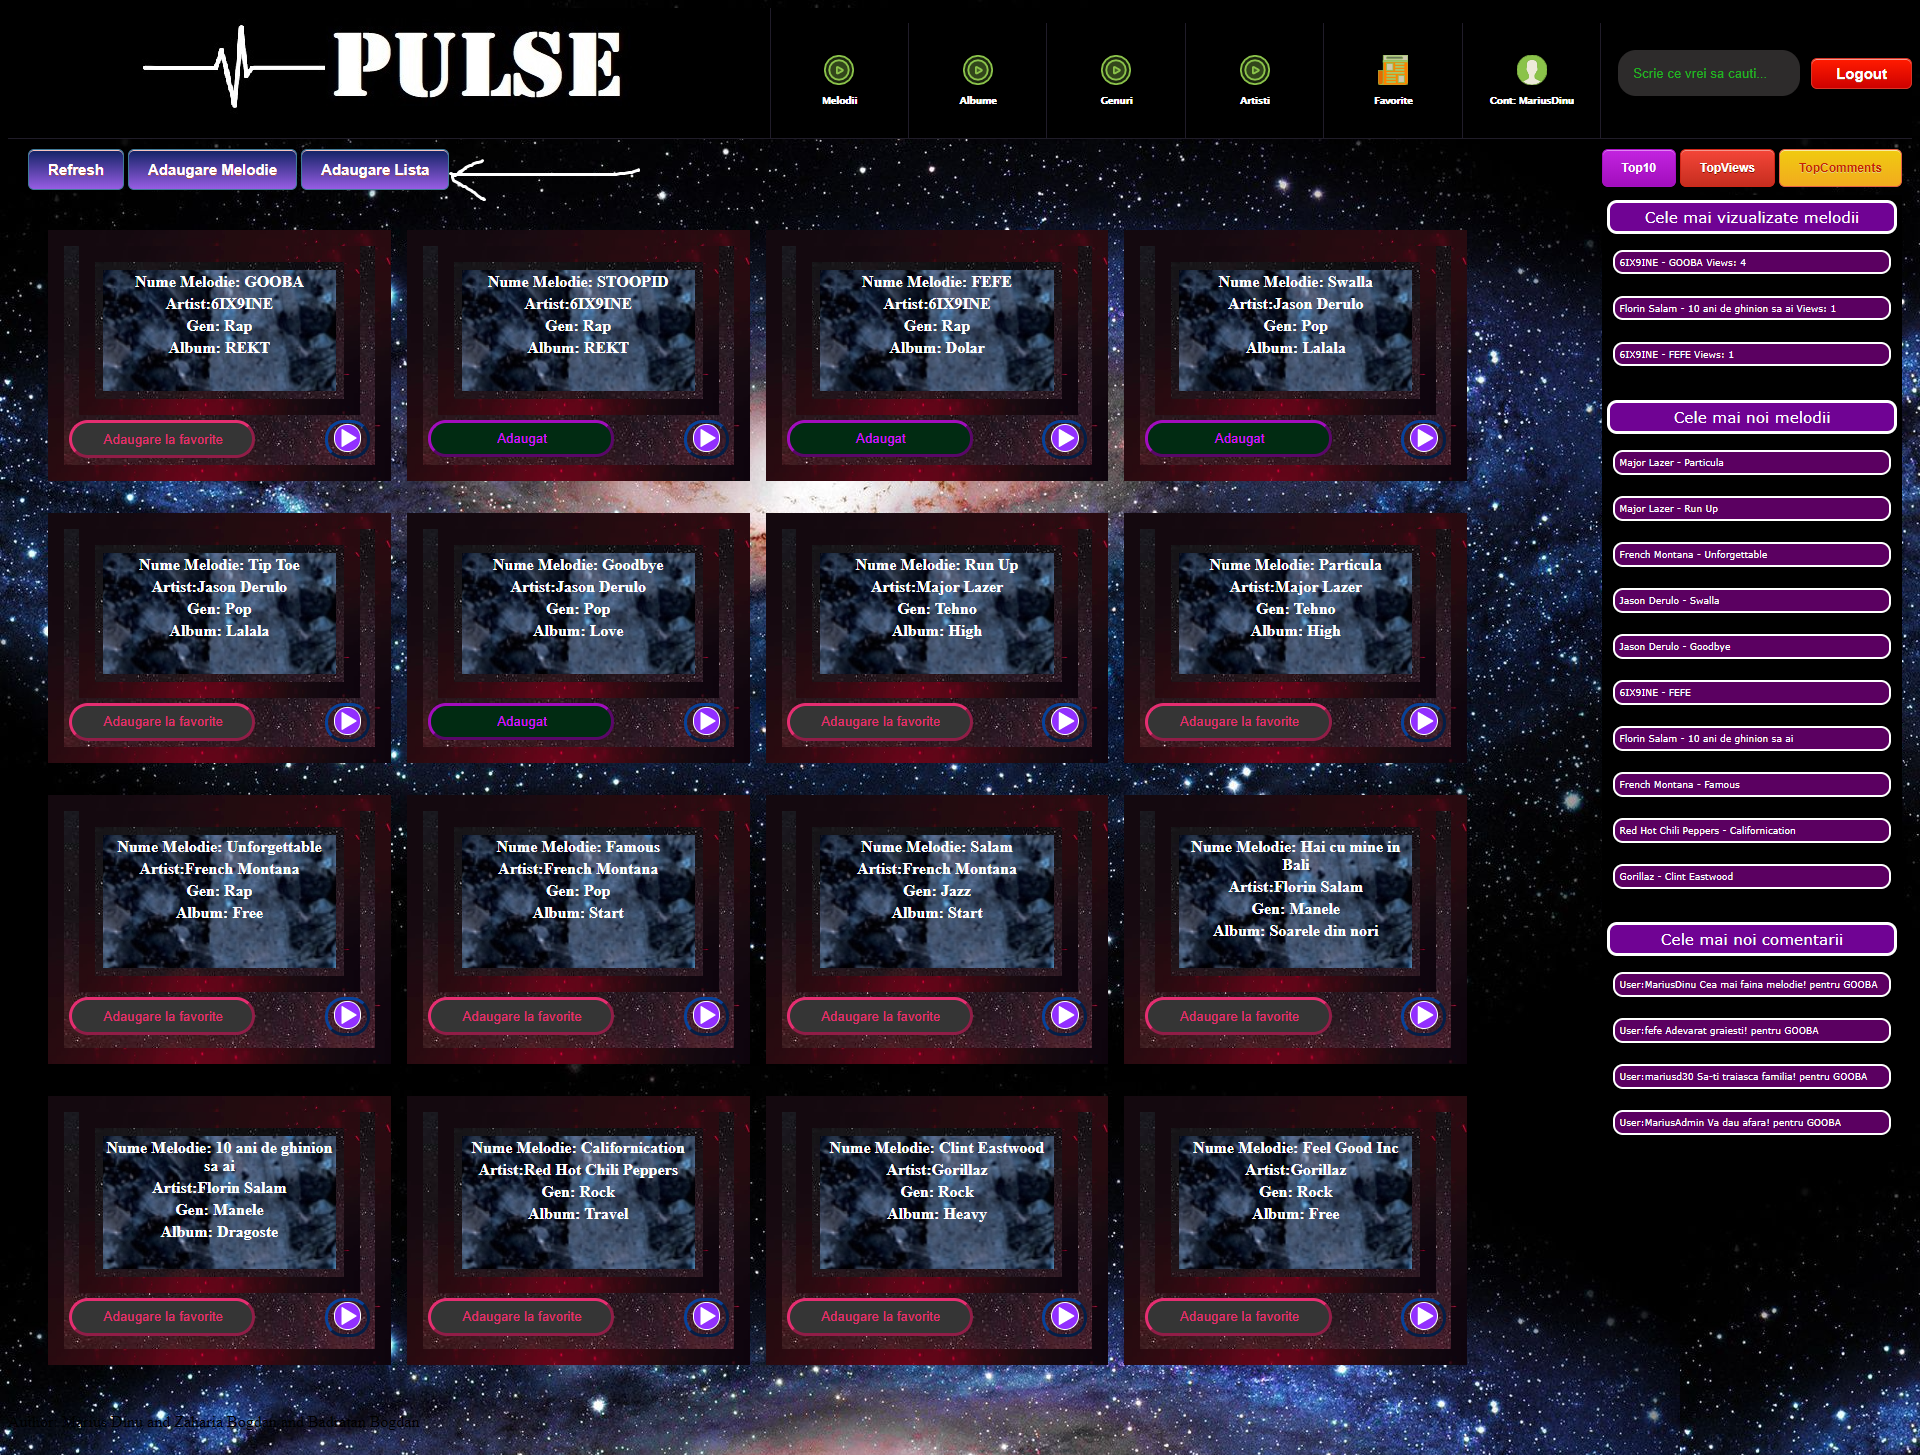 PULSE
Melodii
Albume
Genuri
Artisti
Favorite
Cont: MariusDinu
Scrie ce vrei sa cauti...
Logout
Refresh
Adaugare Melodie
Adaugare Lista
Top10
TopViews
TopComments
Nume Melodie: GOOBA
Artist:6IX9INE
Gen: Rap
Album: REKT
Adaugare la favorite
Nume Melodie: STOOPID
Artist:6IX9INE
Gen: Rap
Album: REKT
Adaugat
Nume Melodie: FEFE
Artist:6IX9INE
Gen: Rap
Album: Dolar
Adaugat
Nume Melodie: Swalla
Artist:Jason Derulo
Gen: Pop
Album: Lalala
Adaugat
Nume Melodie: Tip Toe
Artist:Jason Derulo
Gen: Pop
Album: Lalala
Adaugare la favorite
Nume Melodie: Goodbye
Artist:Jason Derulo
Gen: Pop
Album: Love
Adaugat
Nume Melodie: Run Up
Artist:Major Lazer
Gen: Tehno
Album: High
Adaugare la favorite
Nume Melodie: Particula
Artist:Major Lazer
Gen: Tehno
Album: High
Adaugare la favorite
Nume Melodie: Unforgettable
Artist:French Montana
Gen: Rap
Album: Free
Adaugare la favorite
Nume Melodie: Famous
Artist:French Montana
Gen: Pop
Album: Start
Adaugare la favorite
Nume Melodie: Salam
Artist:French Montana
Gen: Jazz
Album: Start
Adaugare la favorite
Nume Melodie: Hai cu mine in
Bali
Artist:Florin Salam
Gen: Manele
Album: Soarele din nori
Adaugare la favorite
Nume Melodie: 10 ani de ghinion
sa ai
Artist:Florin Salam
Gen: Manele
Album: Dragoste
Adaugare la favorite
Nume Melodie: Californication
Artist:Red Hot Chili Peppers
Gen: Rock
Album: Travel
Adaugare la favorite
Nume Melodie: Clint Eastwood
Artist:Gorillaz
Gen: Rock
Album: Heavy
Adaugare la favorite
Nume Melodie: Feel Good Inc
Artist:Gorillaz
Gen: Rock
Album: Free
Adaugare la favorite
Cele mai vizualizate melodii
6IX9INE - GOOBA Views: 4
Florin Salam - 10 ani de ghinion sa ai Views: 1
6IX9INE - FEFE Views: 1
Cele mai noi melodii
Major Lazer - Particula
Major Lazer - Run Up
French Montana - Unforgettable
Jason Derulo - Swalla
Jason Derulo - Goodbye
6IX9INE - FEFE
Florin Salam - 10 ani de ghinion sa ai
French Montana - Famous
Red Hot Chili Peppers - Californication
Gorillaz - Clint Eastwood
Cele mai noi comentarii
User:MariusDinu Cea mai faina melodie! pentru GOOBA
User:fefe Adevarat graiesti! pentru GOOBA
User:mariusd30 Sa-ti traiasca familia! pentru GOOBA
User:MariusAdmin Va dau afara! pentru GOOBA
Dinu and Zaharia Bogdan and Bogdan